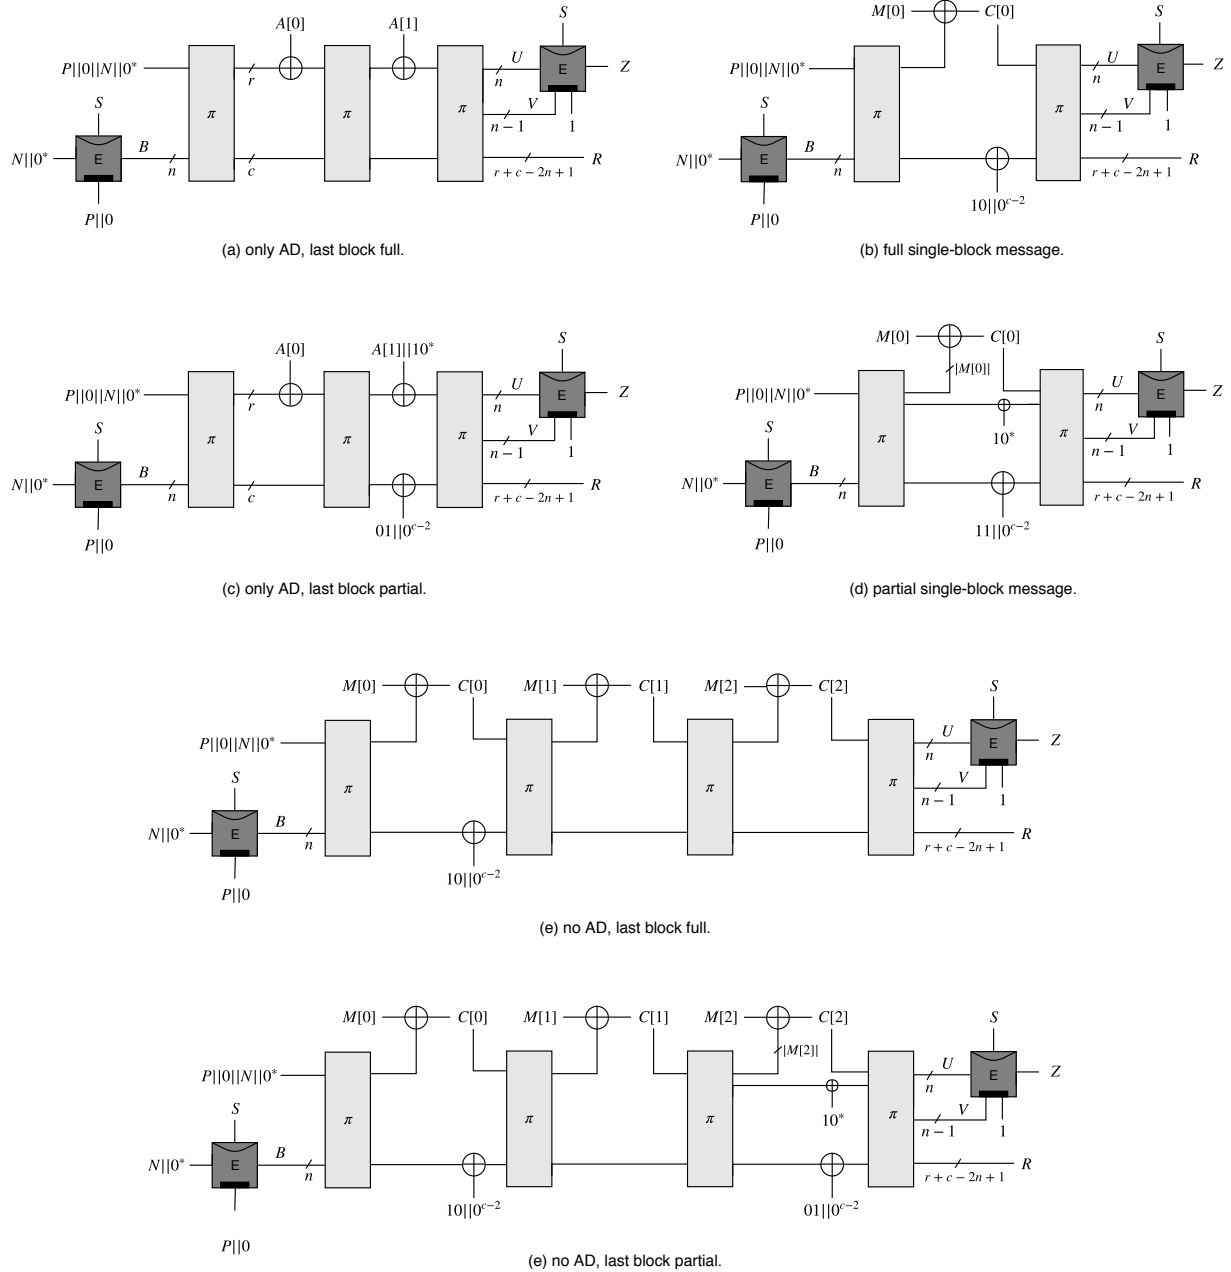 A[0] A[1] S
P||0||N||0* r U n E Z
π π π
S V
n − 1 1
N||0* E B n c r + c − 2n + 1 R
P||0
(a) only AD, last block full.
M[0] C[0] S
P||0||N||0* U n E Z
π π
S V
n − 1 1
N||0* E B n r + c − 2n + 1 R
10||0^{c−2}
P||0
(b) full single-block message.
A[0] A[1]||10* S
P||0||N||0* r U n E Z
π π π
S V
n − 1 1
N||0* E B n c r + c − 2n + 1 R
01||0^{c−2}
P||0
(c) only AD, last block partial.
M[0] C[0] S
|M[0]|
P||0||N||0* U n E Z
10*
π π
S V
n − 1 1
N||0* E B n r + c − 2n + 1 R
11||0^{c−2}
P||0
(d) partial single-block message.
M[0] C[0] M[1] C[1] M[2] C[2] S
P||0||N||0* U n E Z
π π π π
S V
n − 1 1
N||0* E B n r + c − 2n + 1 R
10||0^{c−2}
P||0
(e) no AD, last block full.
M[0] C[0] M[1] C[1] M[2] C[2] S
|M[2]|
P||0||N||0* U n E Z
10*
π π π π
S V
n − 1 1
N||0* E B n r + c − 2n + 1 R
10||0^{c−2} 01||0^{c−2}
P||0
(e) no AD, last block partial.